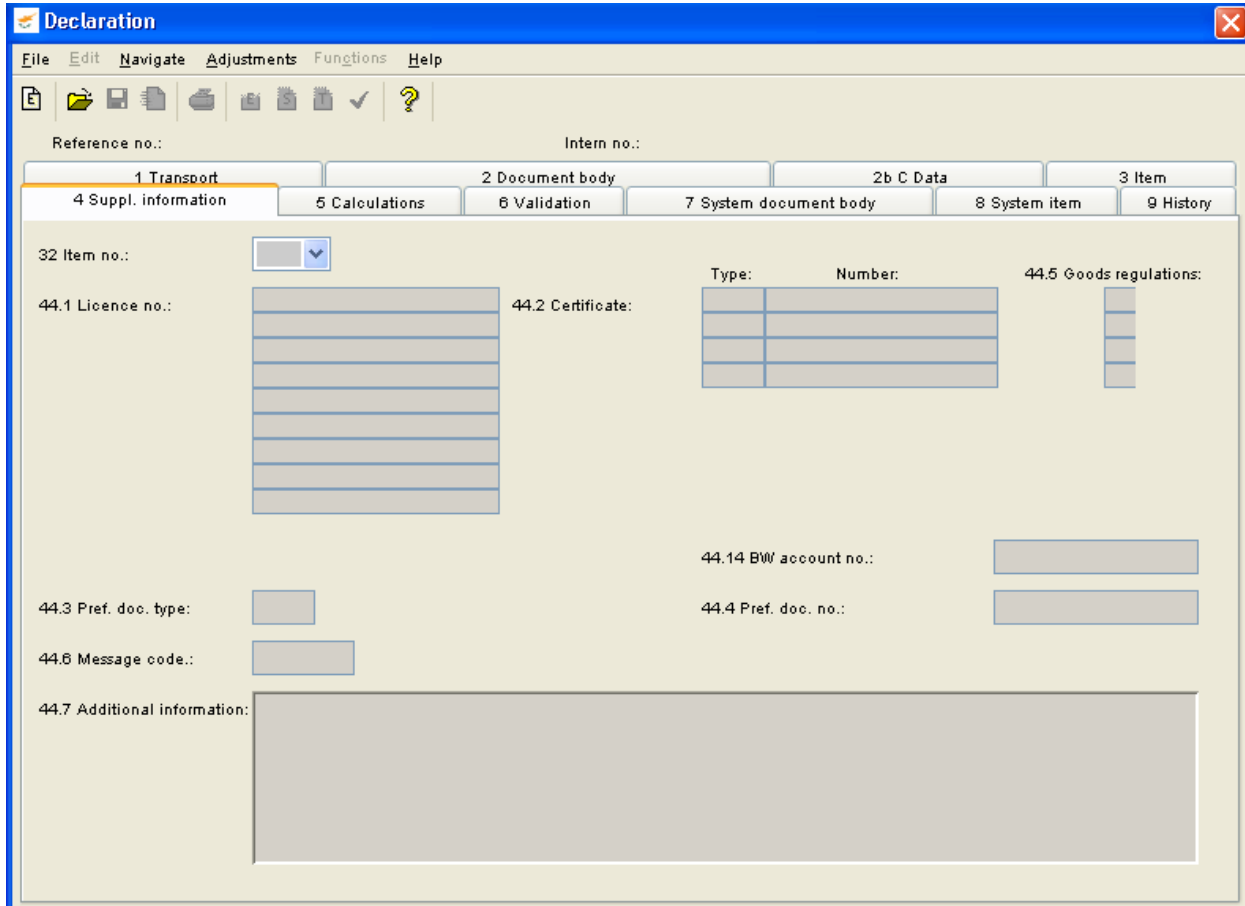 Declaration
File Edit Navigate Adjustments Functions Help
Reference no.: Intern no.:
1 Transport 2 Document body 2b C Data 3 Item
4 Suppl. information 5 Calculations 6 Validation 7 System document body 8 System item 9 History
32 Item no.:
Type: Number: 44.5 Goods regulations:
44.1 Licence no.: 44.2 Certificate:
44.14 BW account no.:
44.3 Pref. doc. type: 44.4 Pref. doc. no.:
44.6 Message code.:
44.7 Additional information: